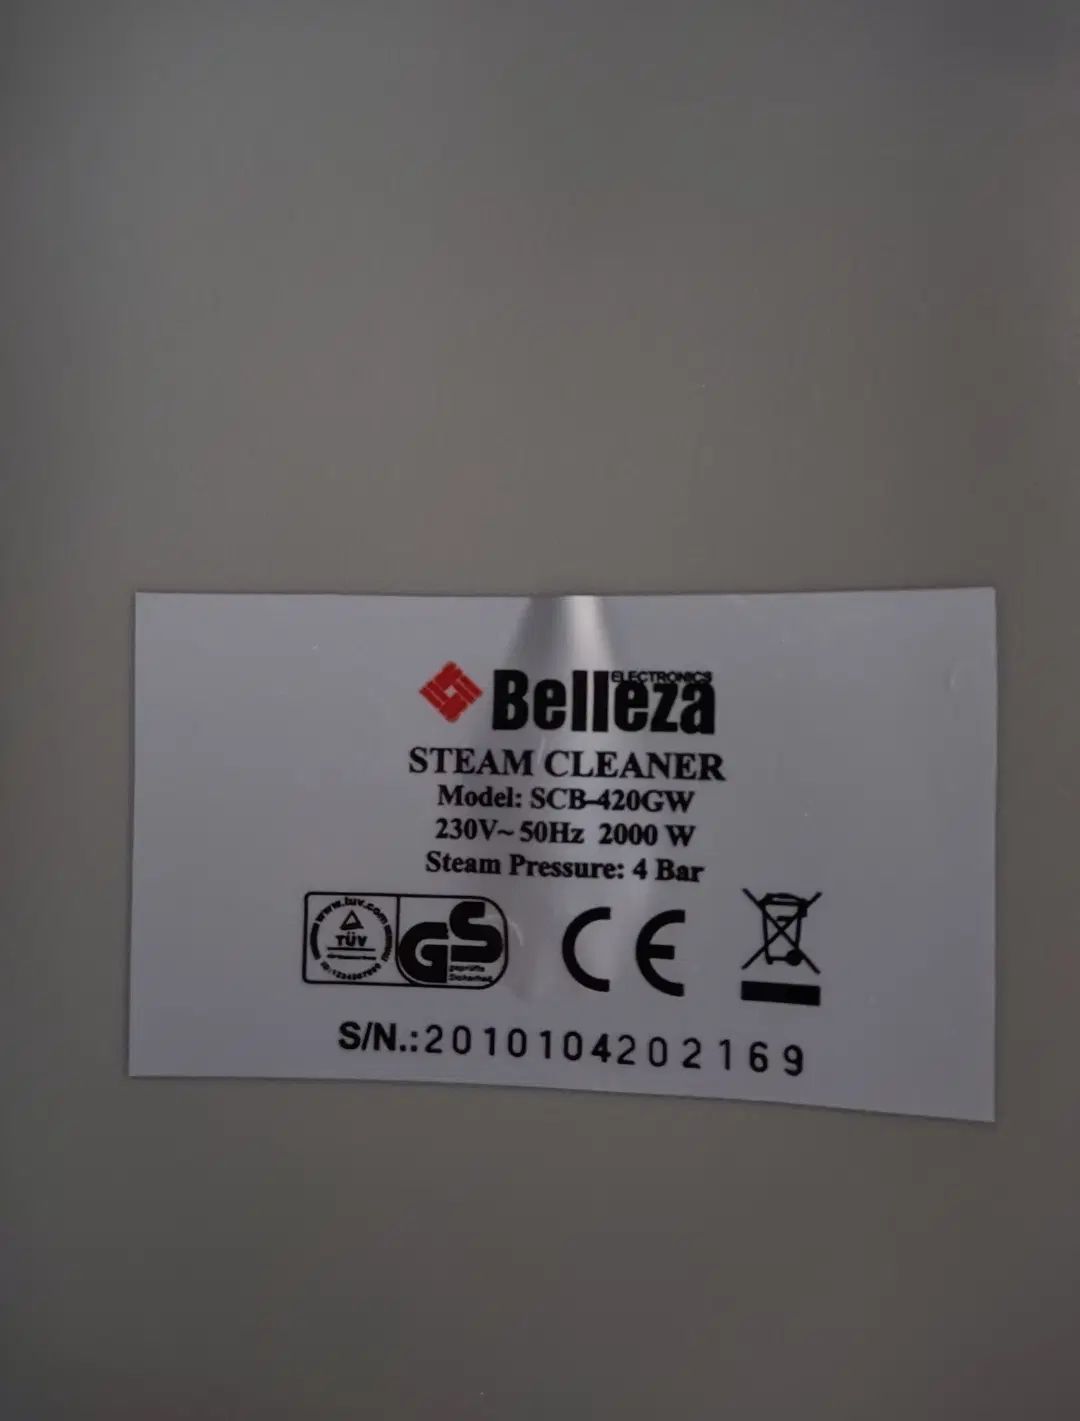 ELECTRONICS
Belleza
STEAM CLEANER
Model: SCB-420GW
230V~ 50Hz 2000 W
Steam Pressure: 4 Bar
www.tuv.com
TÜV
GS
geprüfte
Sicherheit
CE
S/N.:2010104202169